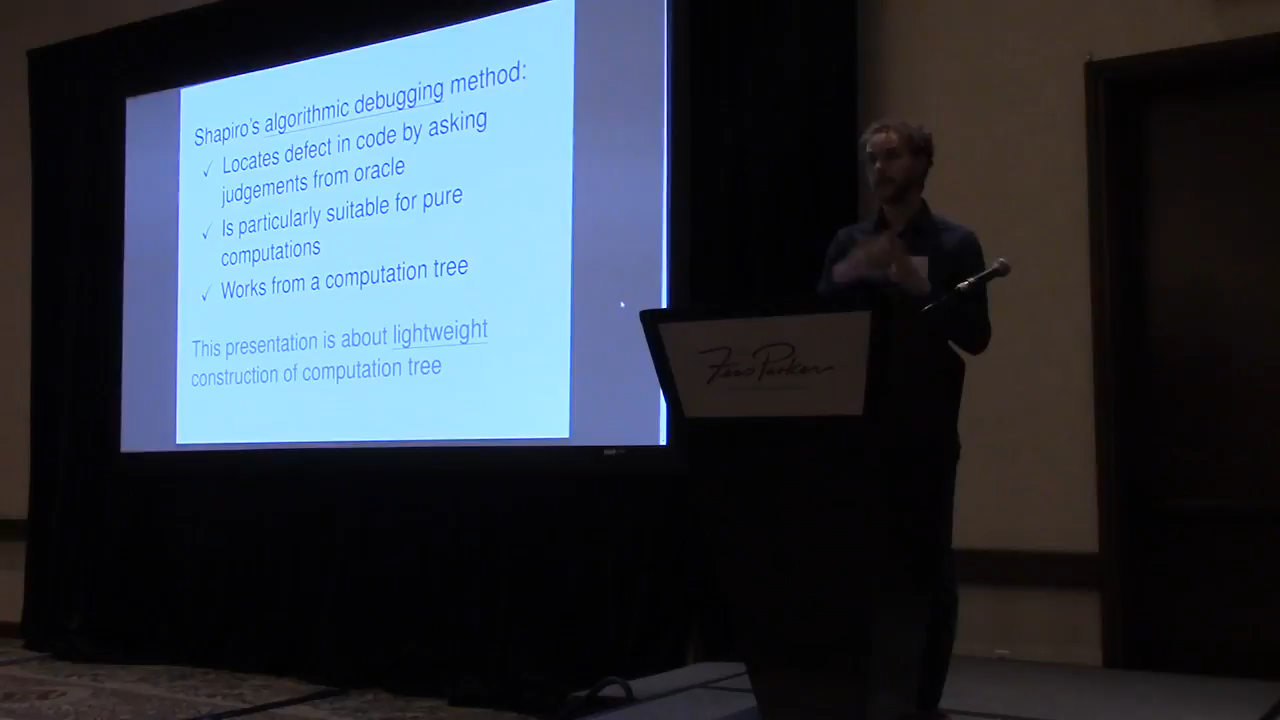 Shapiro's algorithmic debugging method:
✓ Locates defect in code by asking
judgements from oracle
✓ Is particularly suitable for pure
computations
✓ Works from a computation tree
This presentation is about lightweight
construction of computation tree
Parker